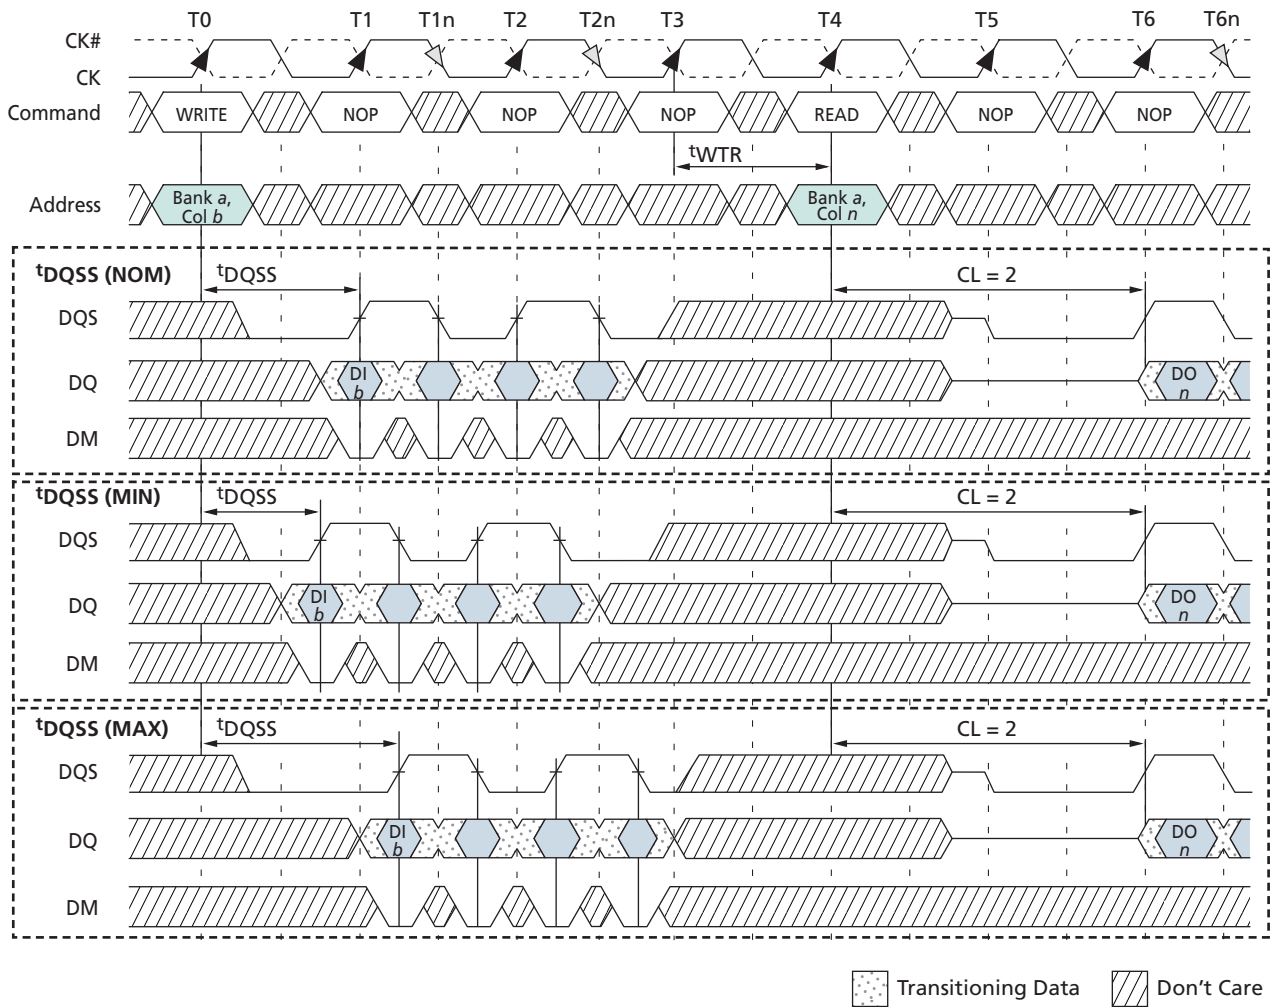 T0 T1 T1n T2 T2n T3 T4 T5 T6 T6n
CK#
CK
Command WRITE NOP NOP NOP READ NOP NOP
tWTR
Address Bank a, Col b Bank a, Col n
tDQSS (NOM) tDQSS CL = 2
DQS
DQ DI b DO n
DM
tDQSS (MIN) tDQSS CL = 2
DQS
DQ DI b DO n
DM
tDQSS (MAX) tDQSS CL = 2
DQS
DQ DI b DO n
DM
Transitioning Data Don't Care